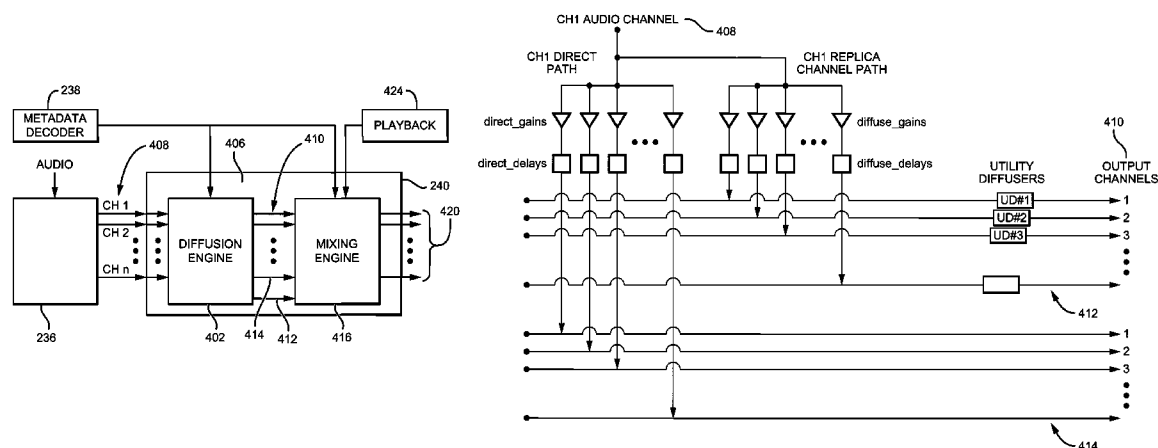 238
METADATA
DECODER
424
PLAYBACK
AUDIO
408
406
410
240
CH 1
CH 2
CH n
DIFFUSION
ENGINE
MIXING
ENGINE
420
236
402
414
412
416
CH1 AUDIO CHANNEL
408
CH1 DIRECT
PATH
CH1 REPLICA
CHANNEL PATH
direct_gains
diffuse_gains
direct_delays
diffuse_delays
410
UTILITY
DIFFUSERS
OUTPUT
CHANNELS
UD#1
1
UD#2
2
UD#3
3
412
1
2
3
414